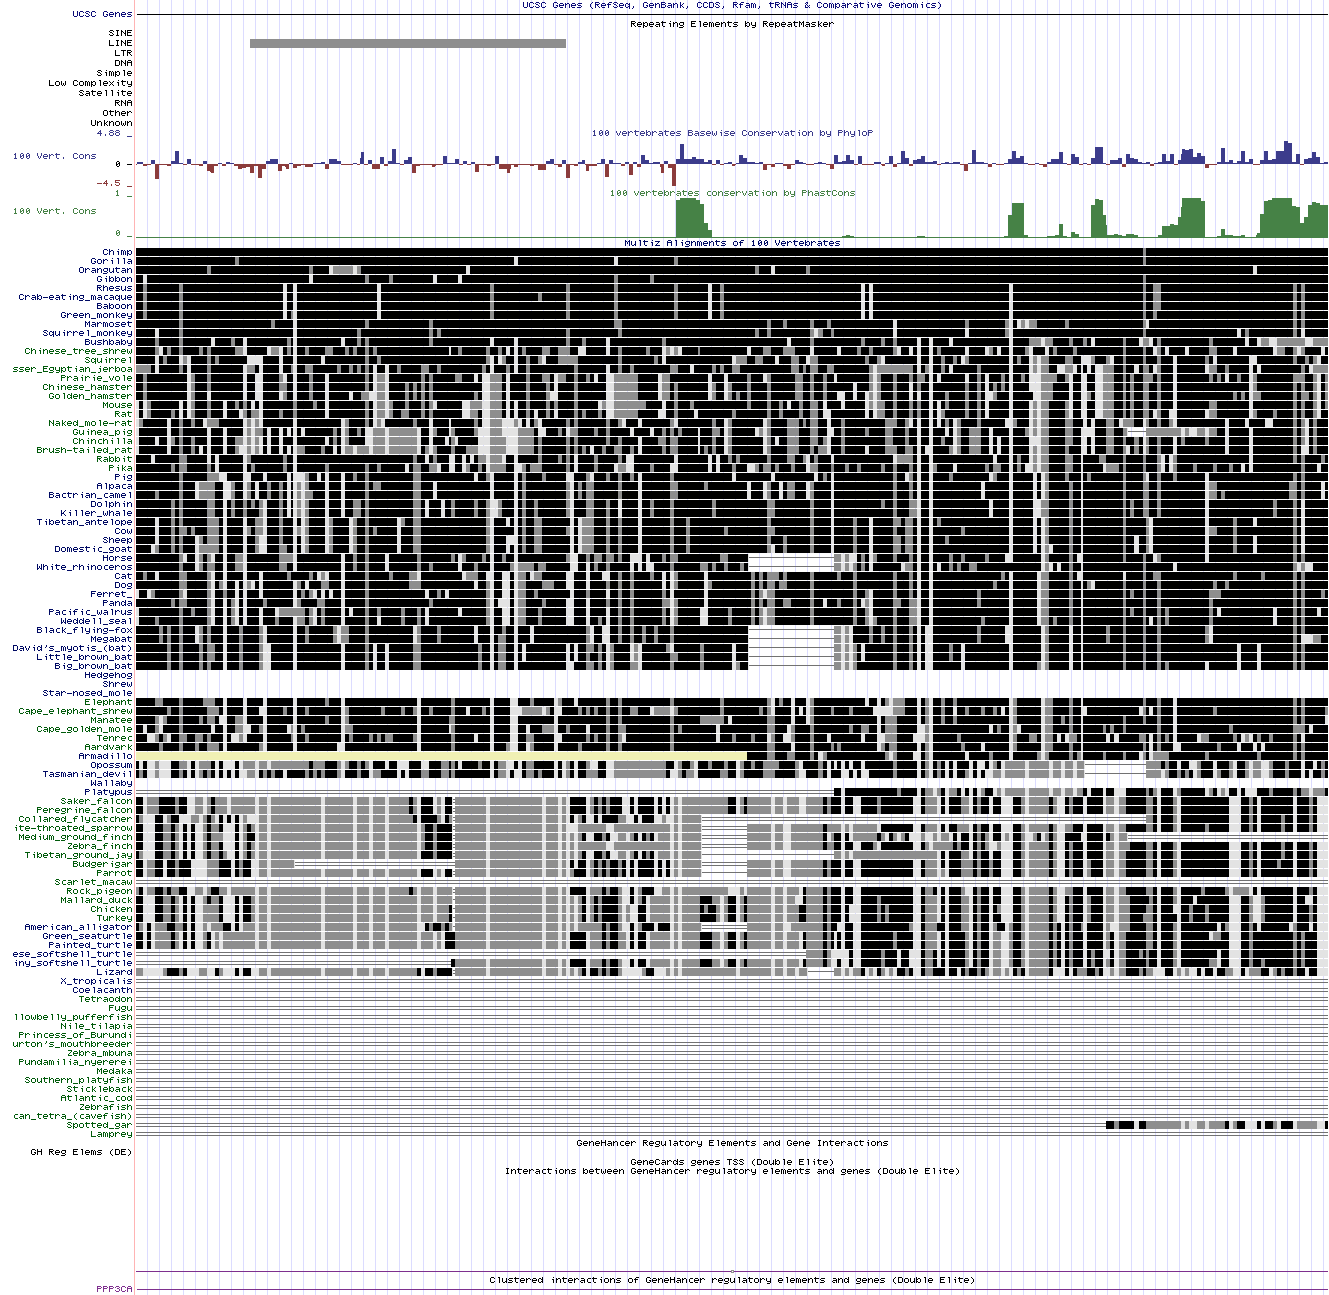 UCSC Genes (RefSeq, GenBank, CCDS, Rfam, tRNAs & Comparative Genomics)
UCSC Genes
Repeating Elements by RepeatMasker
SINE
LINE
LTR
DNA
Simple
Low Complexity
Satellite
RNA
Other
Unknown
4.88 _
100 vertebrates Basewise Conservation by PhyloP
100 Vert. Cons
0 _
-4.5 _
100 vertebrates conservation by PhastCons
1 _
100 Vert. Cons
0 _
Multiz Alignments of 100 Vertebrates
Chimp
Gorilla
Orangutan
Gibbon
Rhesus
Crab-eating_macaque
Baboon
Green_monkey
Marmoset
Squirrel_monkey
Bushbaby
Chinese_tree_shrew
Squirrel
sser_Egyptian_jerboa
Prairie_vole
Chinese_hamster
Golden_hamster
Mouse
Rat
Naked_mole-rat
Guinea_pig
Chinchilla
Brush-tailed_rat
Rabbit
Pika
Pig
Alpaca
Bactrian_camel
Dolphin
Killer_whale
Tibetan_antelope
Cow
Sheep
Domestic_goat
Horse
White_rhinoceros
Cat
Dog
Ferret_
Panda
Pacific_walrus
Weddell_seal
Black_flying-fox
Megabat
David's_myotis_(bat)
Little_brown_bat
Big_brown_bat
Hedgehog
Shrew
Star-nosed_mole
Elephant
Cape_elephant_shrew
Manatee
Cape_golden_mole
Tenrec
Aardvark
Armadillo
Opossum
Tasmanian_devil
Wallaby
Platypus
Saker_falcon
Peregrine_falcon
Collared_flycatcher
ite-throated_sparrow
Medium_ground_finch
Zebra_finch
Tibetan_ground_jay
Budgerigar
Parrot
Scarlet_macaw
Rock_pigeon
Mallard_duck
Chicken
Turkey
American_alligator
Green_seaturtle
Painted_turtle
ese_softshell_turtle
iny_softshell_turtle
Lizard
X_tropicalis
Coelacanth
Tetraodon
Fugu
llowbelly_pufferfish
Nile_tilapia
Princess_of_Burundi
urton's_mouthbreeder
Zebra_mbuna
Pundamilia_nyererei
Medaka
Southern_platyfish
Stickleback
Atlantic_cod
Zebrafish
can_tetra_(cavefish)
Spotted_gar
Lamprey
GeneHancer Regulatory Elements and Gene Interactions
GH Reg Elems (DE)
GeneCards genes TSS (Double Elite)
Interactions between GeneHancer regulatory elements and genes (Double Elite)
Clustered interactions of GeneHancer regulatory elements and genes (Double Elite)
PPP3CA